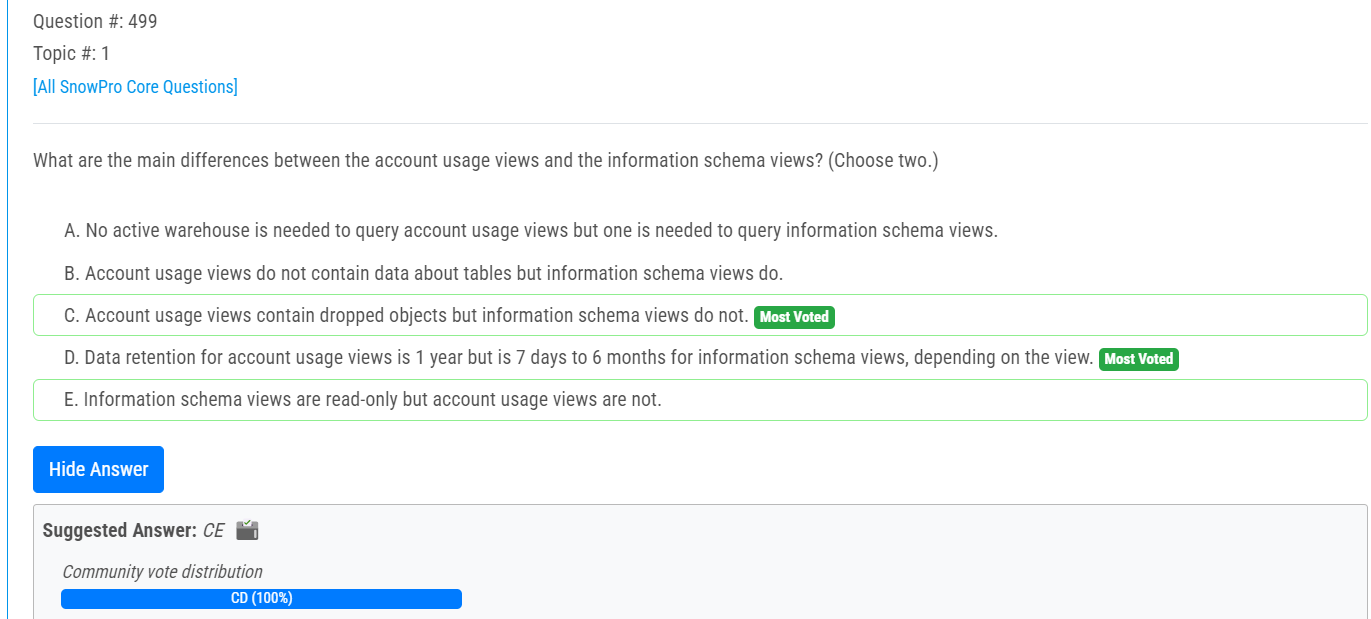 Question #: 499
Topic #: 1
[All SnowPro Core Questions]
What are the main differences between the account usage views and the information schema views? (Choose two.)
A. No active warehouse is needed to query account usage views but one is needed to query information schema views.
B. Account usage views do not contain data about tables but information schema views do.
C. Account usage views contain dropped objects but information schema views do not. Most Voted
D. Data retention for account usage views is 1 year but is 7 days to 6 months for information schema views, depending on the view. Most Voted
E. Information schema views are read-only but account usage views are not.
Hide Answer
Suggested Answer: CE
Community vote distribution
CD (100%)